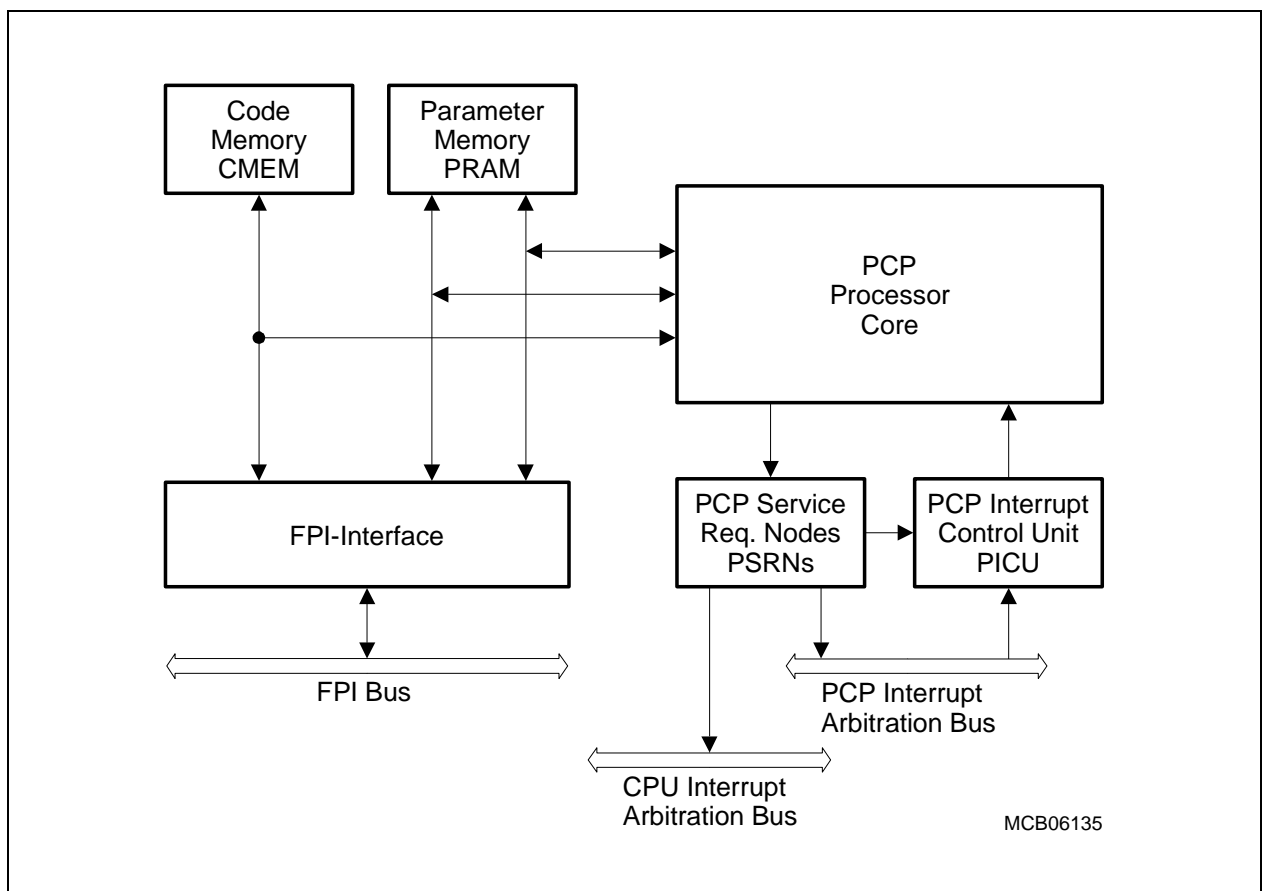 Code
Memory
CMEM
Parameter
Memory
PRAM
PCP
Processor
Core
FPI-Interface
PCP Service
Req. Nodes
PSRNs
PCP Interrupt
Control Unit
PICU
FPI Bus
PCP Interrupt
Arbitration Bus
CPU Interrupt
Arbitration Bus
MCB06135